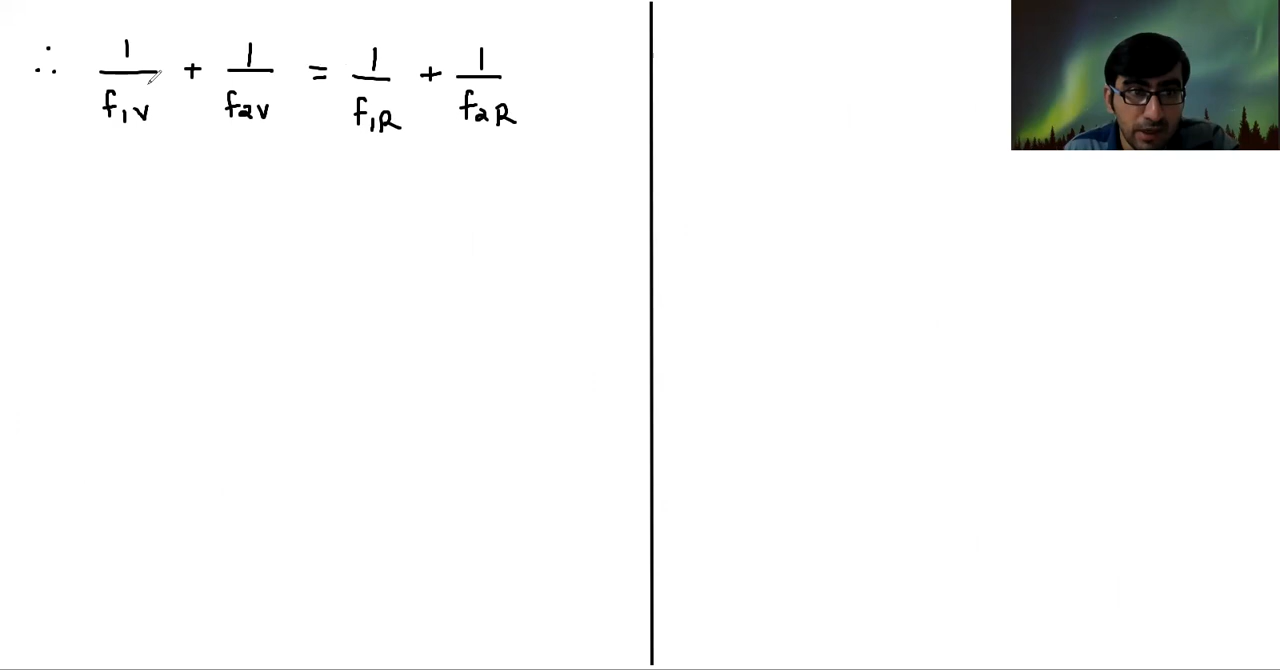 ∴ 1/f₁V + 1/f₂V = 1/f₁R + 1/f₂R